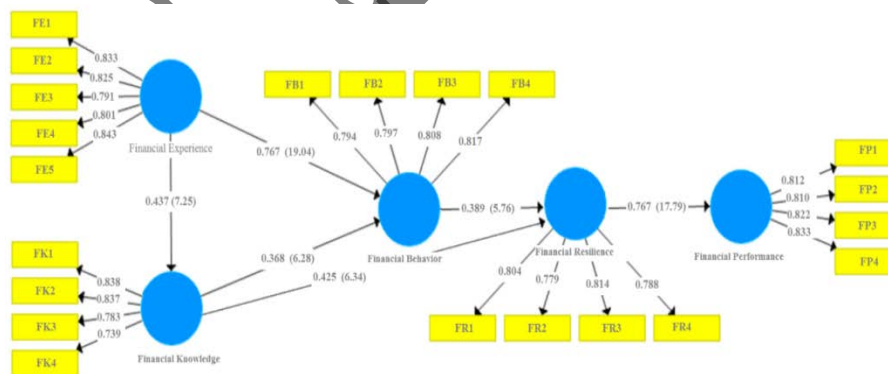 FE1
FE2
FE3
FE4
FE5
0.833
0.825
0.791
0.801
0.843
Financial Experience
0.437 (7.25)
0.767 (19.04)
FB1
FB2
FB3
FB4
0.794
0.797
0.808
0.817
Financial Behavior
FK1
FK2
FK3
FK4
0.838
0.837
0.783
0.739
Financial Knowledge
0.368 (6.28)
0.425 (6.34)
0.389 (5.76)
Financial Resilience
0.804
0.779
0.814
0.788
FR1
FR2
FR3
FR4
0.767 (17.79)
Financial Performance
0.812
0.810
0.822
0.833
FP1
FP2
FP3
FP4